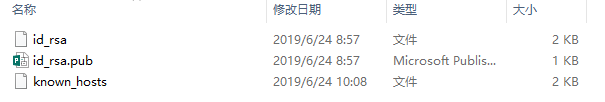 名称 修改日期 类型 大小
id_rsa 2019/6/24 8:57 文件 2 KB
id_rsa.pub 2019/6/24 8:57 Microsoft Publis... 1 KB
known_hosts 2019/6/24 10:08 文件 2 KB